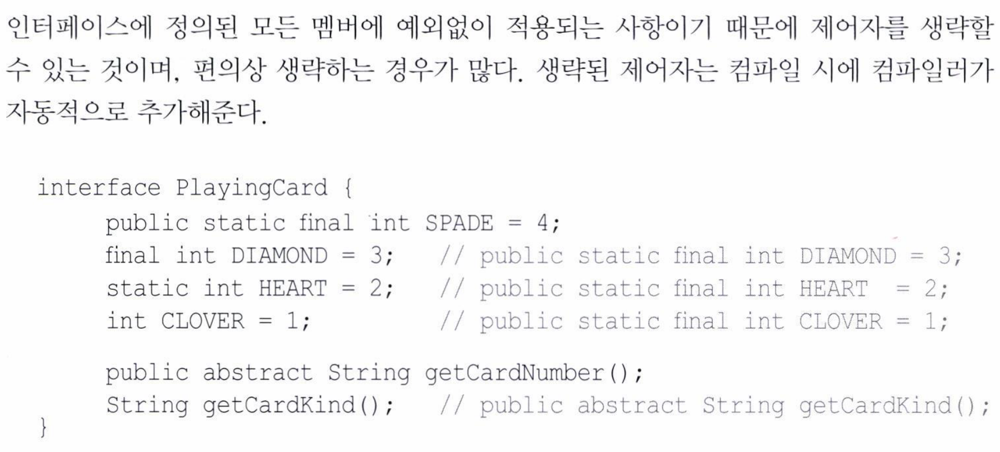 인터페이스에 정의된 모든 멤버에 예외없이 적용되는 사항이기 때문에 제어자를 생략할
수 있는 것이며, 편의상 생략하는 경우가 많다. 생략된 제어자는 컴파일 시에 컴파일러가
자동적으로 추가해준다.
interface PlayingCard {
public static final int SPADE = 4;
final int DIAMOND = 3; // public static final int DIAMOND = 3;
static int HEART = 2; // public static final int HEART = 2;
int CLOVER = 1; // public static final int CLOVER = 1;
public abstract String getCardNumber();
String getCardKind(); // public abstract String getCardKind();
}